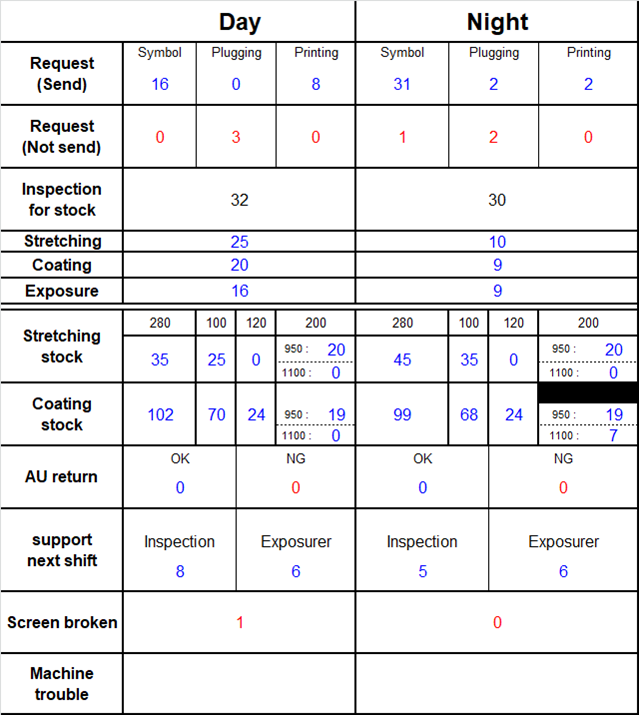 Day Night
Request (Send) Symbol Plugging Printing Symbol Plugging Printing
16 0 8 31 2 2
Request (Not send) 0 3 0 1 2 0
Inspection for stock 32 30
Stretching 25 10
Coating 20 9
Exposure 16 9
Stretching stock 280 100 120 200 280 100 120 200
35 25 0 950 : 20 45 35 0 950 : 20
1100 : 0 1100 : 0
Coating stock 102 70 24 950 : 19 99 68 24 950 : 19
1100 : 0 1100 : 7
AU return OK NG OK NG
0 0 0 0
support next shift Inspection Exposurer Inspection Exposurer
8 6 5 6
Screen broken 1 0
Machine trouble